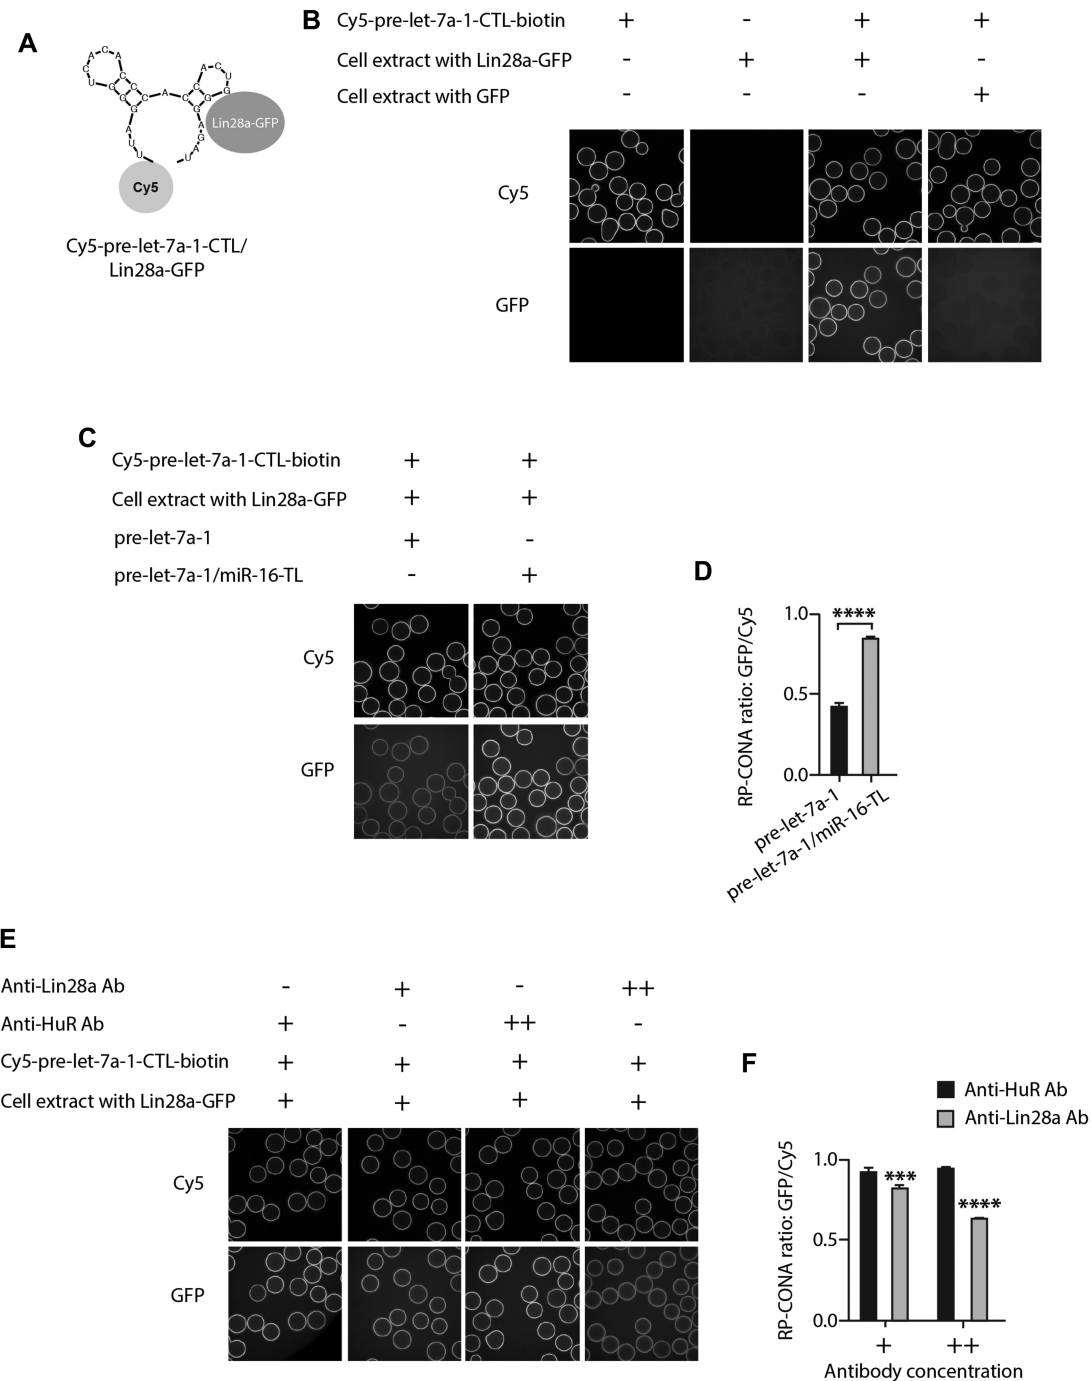 A
C A C A C C C A C C A C U G
U G G G G G G
A U U
A G A U
Lin28a-GFP
Cy5
Cy5-pre-let-7a-1-CTL/
Lin28a-GFP
B
Cy5-pre-let-7a-1-CTL-biotin + - + +
Cell extract with Lin28a-GFP - + + -
Cell extract with GFP - - - +
Cy5
GFP
C
Cy5-pre-let-7a-1-CTL-biotin + +
Cell extract with Lin28a-GFP + +
pre-let-7a-1 + -
pre-let-7a-1/miR-16-TL - +
Cy5
GFP
D
RP-CONA ratio: GFP/Cy5
1.0
0.5
0.0
****
pre-let-7a-1
pre-let-7a-1/miR-16-TL
E
Anti-Lin28a Ab - + - ++
Anti-HuR Ab + - ++ -
Cy5-pre-let-7a-1-CTL-biotin + + + +
Cell extract with Lin28a-GFP + + + +
Cy5
GFP
F
Anti-HuR Ab
Anti-Lin28a Ab
RP-CONA ratio: GFP/Cy5
1.0
0.5
0.0
***
****
+ ++
Antibody concentration